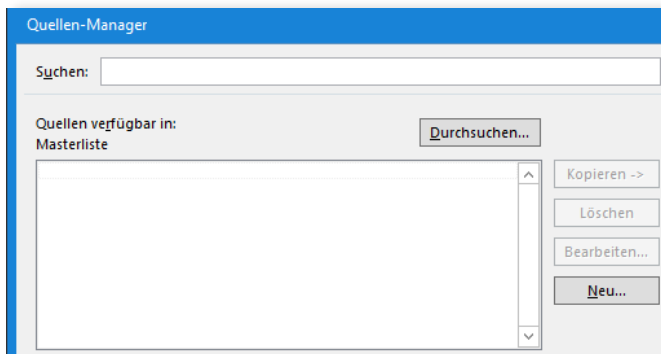 Quellen-Manager
Suchen:
Quellen verfügbar in:
Masterliste
Durchsuchen...
Kopieren ->
Löschen
Bearbeiten...
Neu...